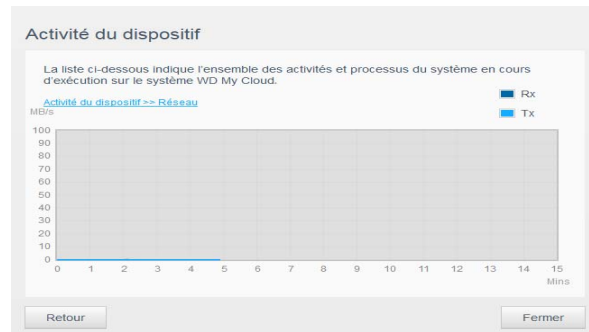 Activité du dispositif
La liste ci-dessous indique l'ensemble des activités et processus du système en cours
d'exécution sur le système WD My Cloud.
Rx
Activité du dispositif >> Réseau
MB/s
Tx
100
90
80
70
60
50
40
30
20
10
0
0 1 2 3 4 5 6 7 8 9 10 11 12 13 14 15
Mins
Retour Fermer